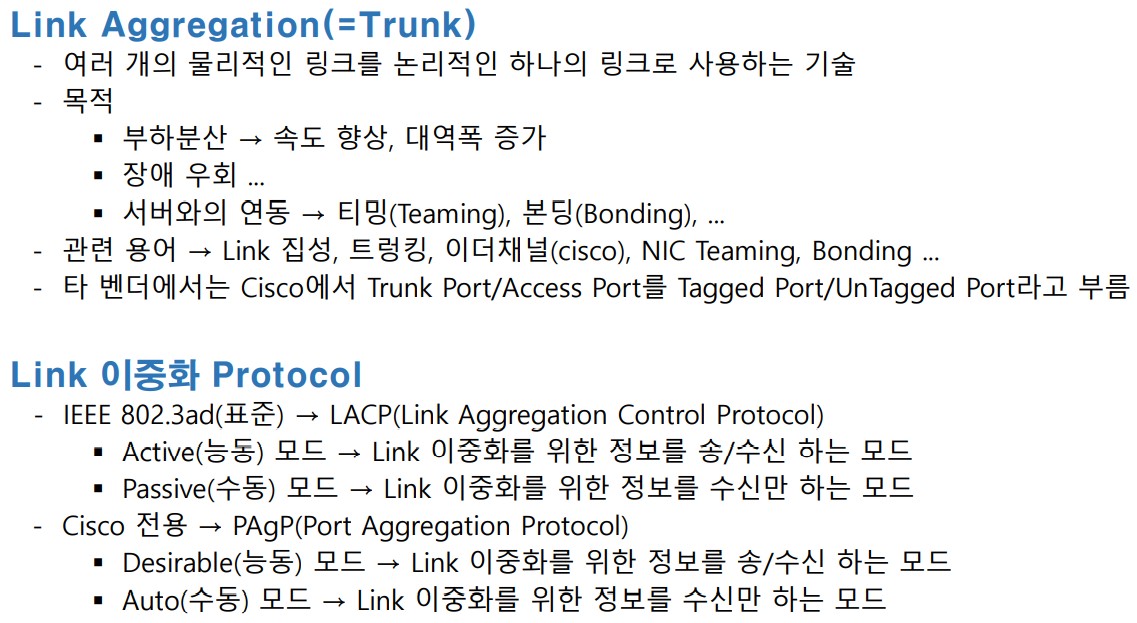 Link Aggregation(=Trunk)
- 여러 개의 물리적인 링크를 논리적인 하나의 링크로 사용하는 기술
- 목적
▪ 부하분산 → 속도 향상, 대역폭 증가
▪ 장애 우회 ...
▪ 서버와의 연동 → 티밍(Teaming), 본딩(Bonding), ...
- 관련 용어 → Link 집성, 트렁킹, 이더채널(cisco), NIC Teaming, Bonding ...
- 타 벤더에서는 Cisco에서 Trunk Port/Access Port를 Tagged Port/UnTagged Port라고 부름
Link 이중화 Protocol
- IEEE 802.3ad(표준) → LACP(Link Aggregation Control Protocol)
▪ Active(능동) 모드 → Link 이중화를 위한 정보를 송/수신 하는 모드
▪ Passive(수동) 모드 → Link 이중화를 위한 정보를 수신만 하는 모드
- Cisco 전용 → PAgP(Port Aggregation Protocol)
▪ Desirable(능동) 모드 → Link 이중화를 위한 정보를 송/수신 하는 모드
▪ Auto(수동) 모드 → Link 이중화를 위한 정보를 수신만 하는 모드